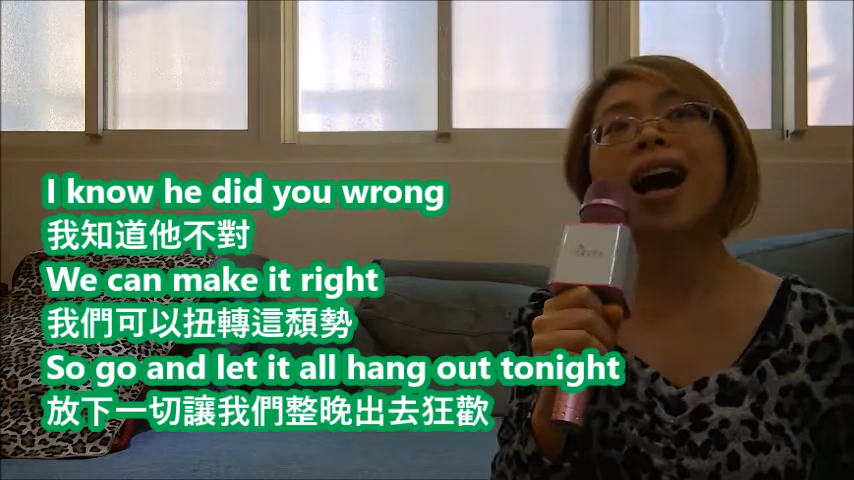 I know he did you wrong
我知道他不對
We can make it right
我們可以扭轉這頹勢
So go and let it all hang out tonight
放下一切讓我們整晚出去狂歡